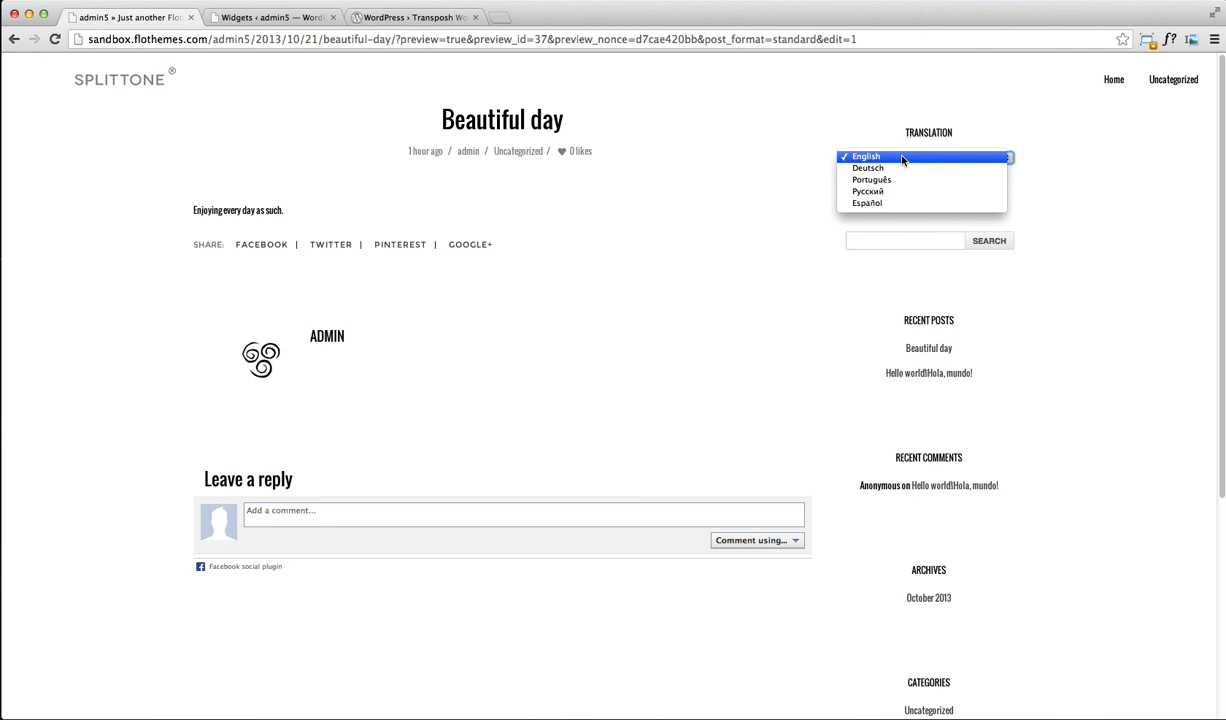 admin5 » Just another Flo
Widgets ‹ admin5 — Word
WordPress › Transposh Wo
sandbox.flothemes.com/admin5/2013/10/21/beautiful-day/?preview=true&preview_id=37&preview_nonce=d7cae420bb&post_format=standard&edit=1
f?
SPLITTONE ®
Home Uncategorized
Beautiful day
1 hour ago / admin / Uncategorized / 0 likes
Enjoying every day as such.
SHARE: FACEBOOK | TWITTER | PINTEREST | GOOGLE+
ADMIN
Leave a reply
Add a comment...
Comment using...
Facebook social plugin
TRANSLATION
✓ English
Deutsch
Português
Русский
Español
SEARCH
RECENT POSTS
Beautiful day
Hello world!Hola, mundo!
RECENT COMMENTS
Anonymous on Hello world!Hola, mundo!
ARCHIVES
October 2013
CATEGORIES
Uncategorized